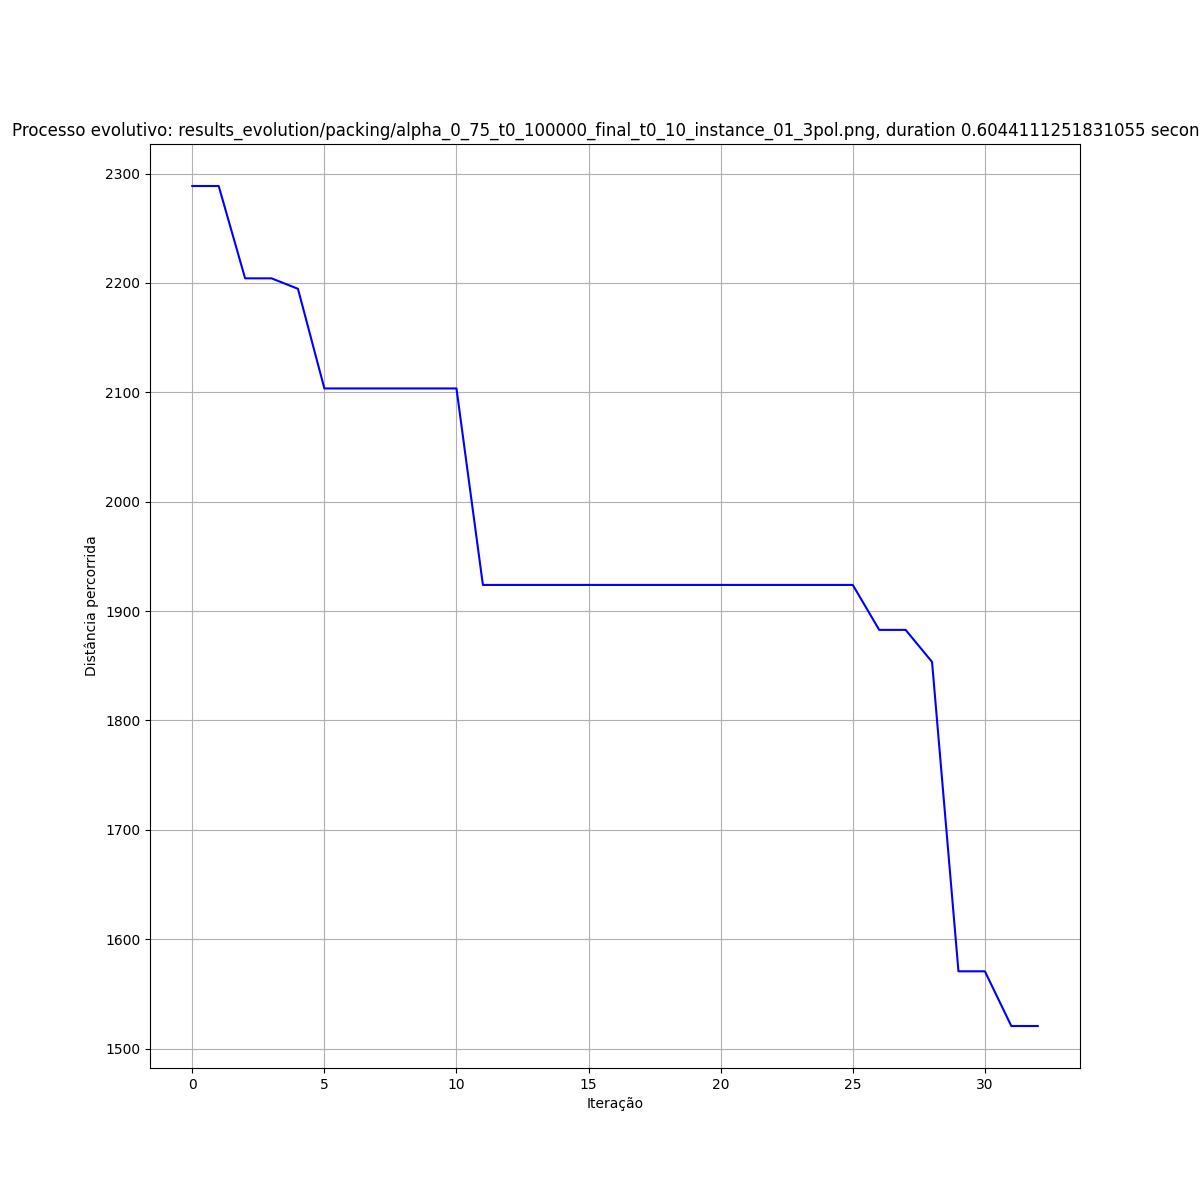 Processo evolutivo: results_evolution/packing/alpha_0_75_t0_100000_final_t0_10_instance_01_3pol.png, duration 0.6044111251831055 secon
2300
2200
2100
2000
1900
1800
1700
1600
1500
Distância percorrida
0 5 10 15 20 25 30
Iteração